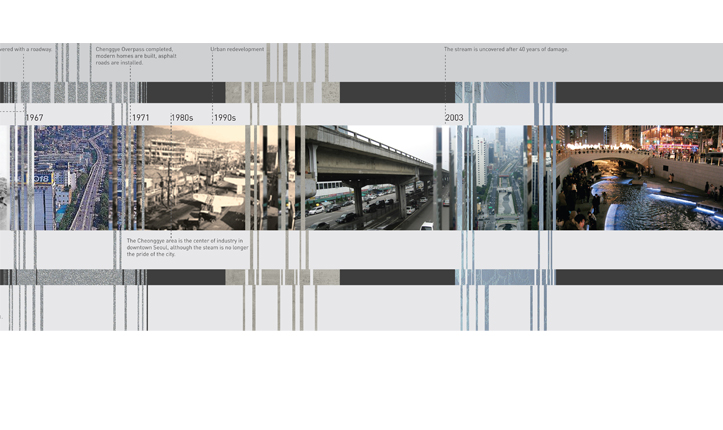 vered with a roadway.
Chenggye Overpass completed,
modern homes are built, asphalt
roads are installed.
Urban redevelopment
The stream is uncovered after 40 years of damage.
1967
1971
1980s
1990s
2003
The Cheonggye area is the center of industry in
downtown Seoul, although the steam is no longer
the pride of the city.